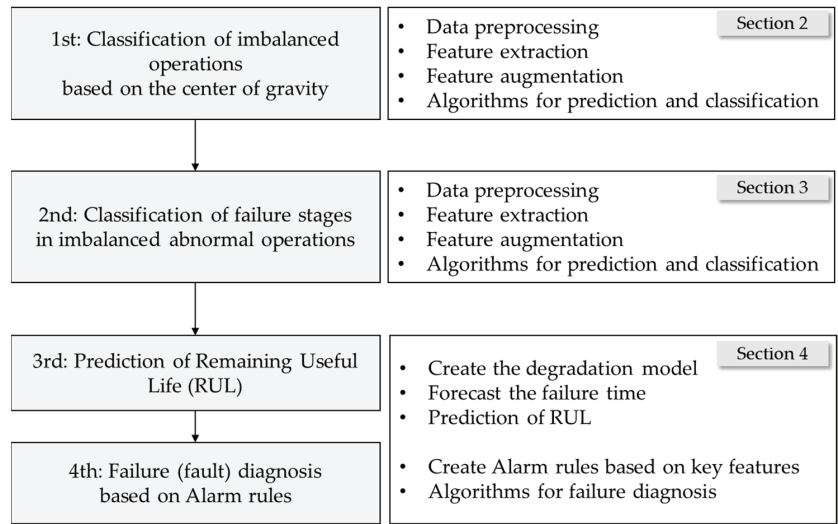 1st: Classification of imbalanced
operations
based on the center of gravity
Section 2
• Data preprocessing
• Feature extraction
• Feature augmentation
• Algorithms for prediction and classification
2nd: Classification of failure stages
in imbalanced abnormal operations
Section 3
• Data preprocessing
• Feature extraction
• Feature augmentation
• Algorithms for prediction and classification
3rd: Prediction of Remaining Useful
Life (RUL)
4th: Failure (fault) diagnosis
based on Alarm rules
Section 4
• Create the degradation model
• Forecast the failure time
• Prediction of RUL
• Create Alarm rules based on key features
• Algorithms for failure diagnosis